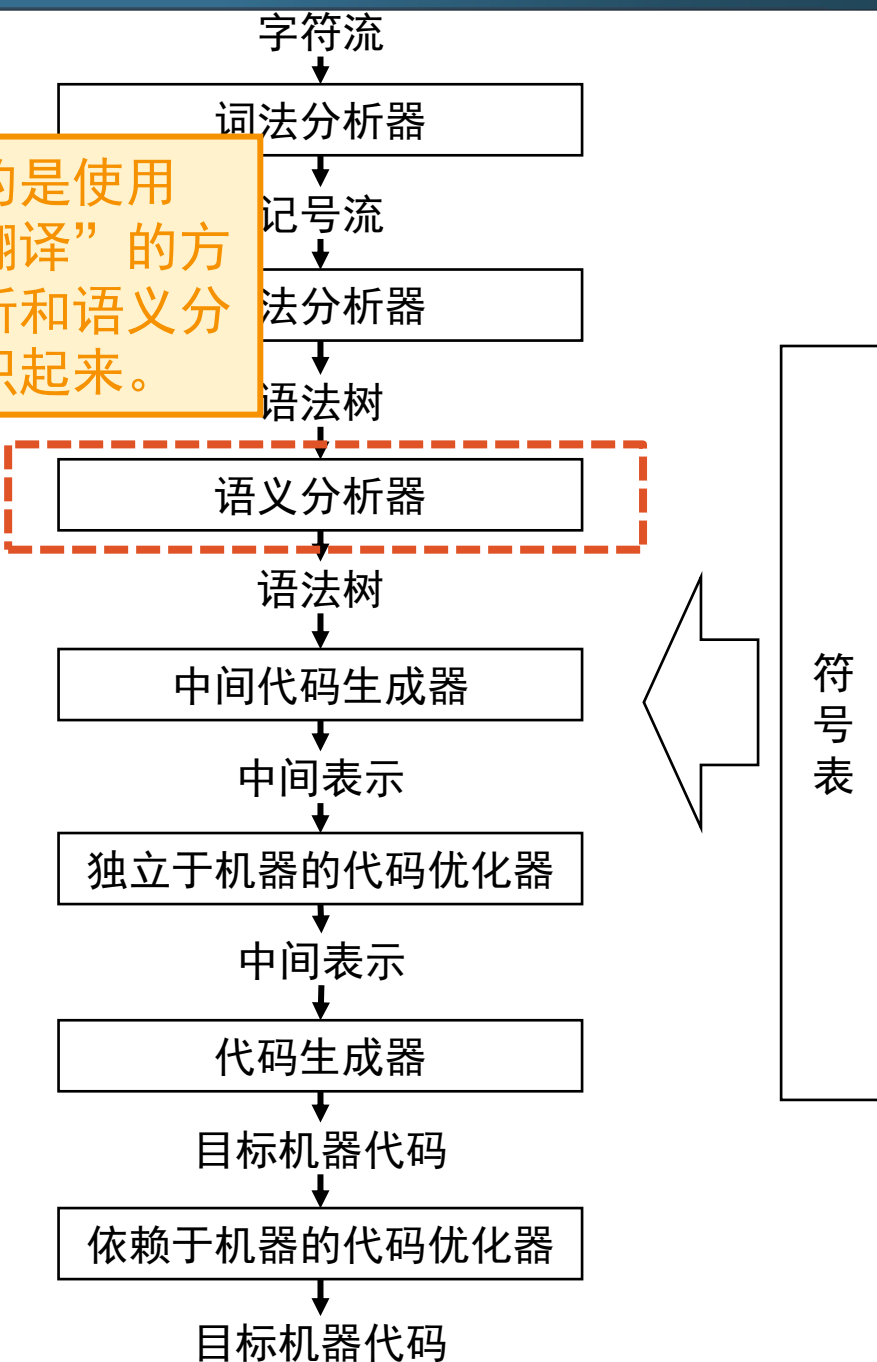 字符流
词法分析器
的是使用
翻译”的方
析和语义分
织起来。
记号流
法分析器
语法树
语义分析器
语法树
中间代码生成器
中间表示
独立于机器的代码优化器
中间表示
代码生成器
目标机器代码
依赖于机器的代码优化器
目标机器代码
符
号
表